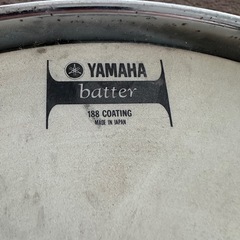 YAMAHA
batter
188 COATING
MADE IN JAPAN